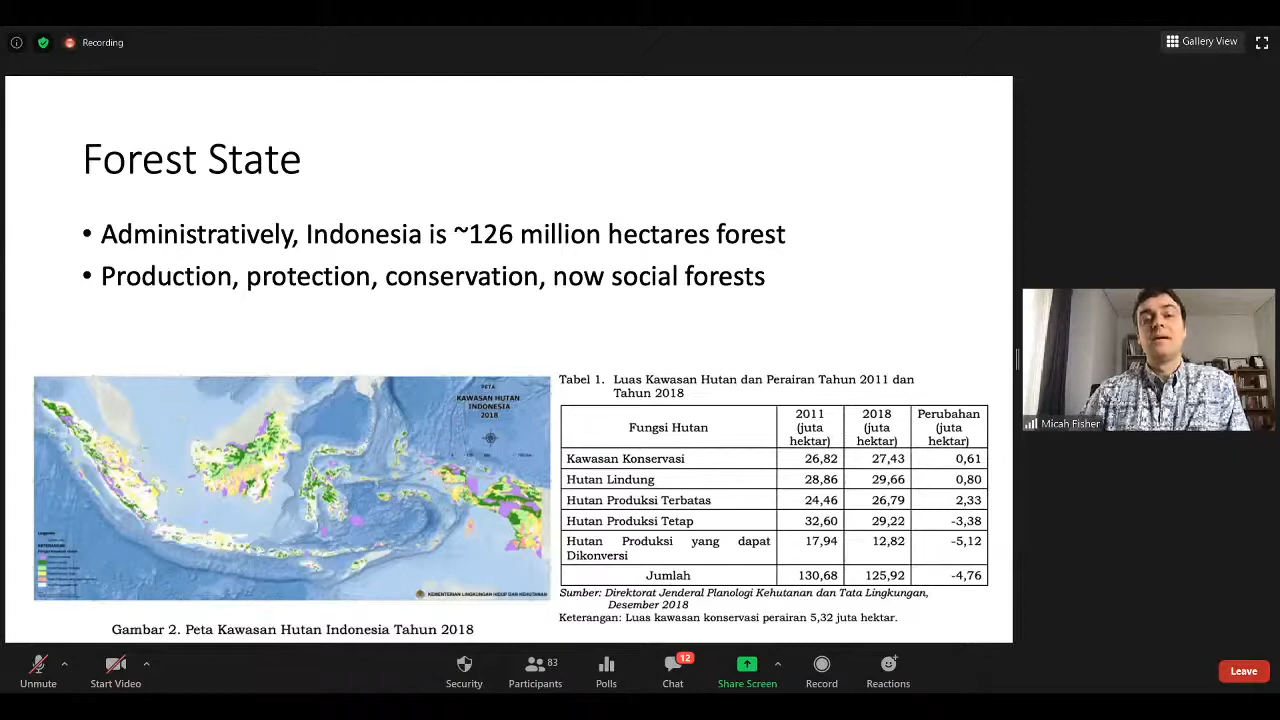 Recording
Gallery View
Forest State
• Administratively, Indonesia is ~126 million hectares forest
• Production, protection, conservation, now social forests
PETA
KAWASAN HUTAN
INDONESIA
2018
KEMENTERIAN LINGKUNGAN HIDUP DAN KEHUTANAN
Gambar 2. Peta Kawasan Hutan Indonesia Tahun 2018
Tabel 1. Luas Kawasan Hutan dan Perairan Tahun 2011 dan
Tahun 2018
Fungsi Hutan 2011 (juta hektar) 2018 (juta hektar) Perubahan (juta hektar)
Kawasan Konservasi 26,82 27,43 0,61
Hutan Lindung 28,86 29,66 0,80
Hutan Produksi Terbatas 24,46 26,79 2,33
Hutan Produksi Tetap 32,60 29,22 -3,38
Hutan Produksi yang dapat
Dikonversi 17,94 12,82 -5,12
Jumlah 130,68 125,92 -4,76
Sumber: Direktorat Jenderal Planologi Kehutanan dan Tata Lingkungan,
Desember 2018
Keterangan: Luas kawasan konservasi perairan 5,32 juta hektar.
Micah Fisher
Unmute
Start Video
Security
83
Participants
Polls
12
Chat
Share Screen
Record
Reactions
Leave